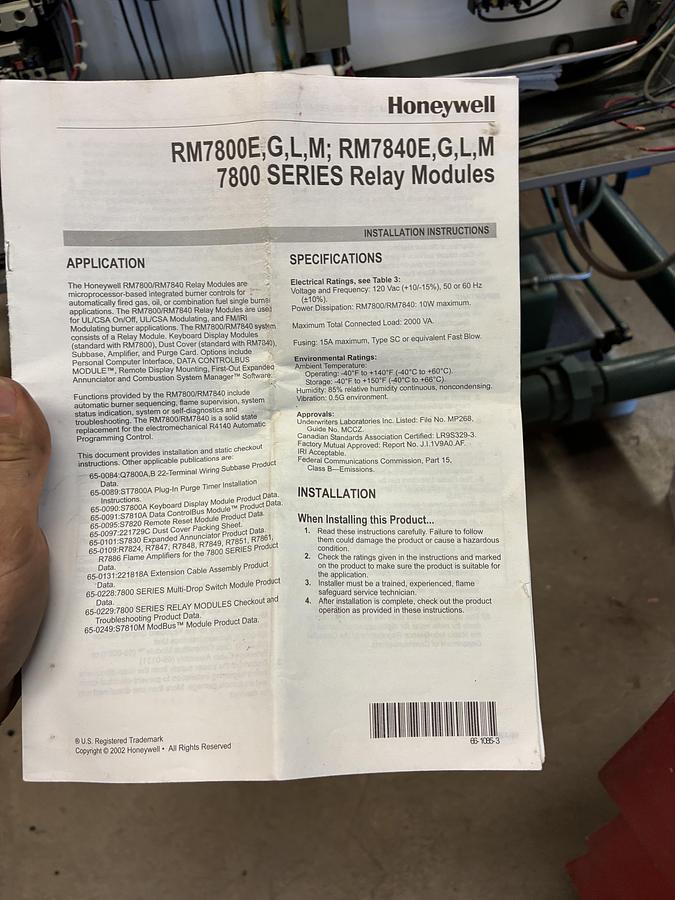 Honeywell
RM7800E,G,L,M; RM7840E,G,L,M
7800 SERIES Relay Modules
INSTALLATION INSTRUCTIONS
APPLICATION
The Honeywell RM7800/RM7840 Relay Modules are
microprocessor-based integrated burner controls for
automatically fired gas, oil, or combination fuel single burner
applications. The RM7800/RM7840 Relay Modules are used
for UL/CSA On/Off, UL/CSA Modulating, and FM/IRI
Modulating burner applications. The RM7800/RM7840 system
consists of a Relay Module, Keyboard Display Modules
(standard with RM7800), Dust Cover (standard with RM7840),
Subbase, Amplifier, and Purge Card. Options include
Personal Computer Interface, DATA CONTROLBUS
MODULE™, Remote Display Mounting, First-Out Expanded
Annunciator and Combustion System Manager™ Software.
Functions provided by the RM7800/RM7840 include
automatic burner sequencing, flame supervision, system
status indication, system or self-diagnostics and
troubleshooting. The RM7800/RM7840 is a solid state
replacement for the electromechanical R4140 Automatic
Programming Control.
This document provides installation and static checkout
instructions. Other applicable publications are:
65-0084:Q7800A,B 22-Terminal Wiring Subbase Product
Data.
65-0089:ST7800A Plug-In Purge Timer Installation
Instructions.
65-0090:S7800A Keyboard Display Module Product Data.
65-0091:S7810A Data ControlBus Module™ Product Data.
65-0095:S7820 Remote Reset Module Product Data.
65-0097:221729C Dust Cover Packing Sheet.
65-0101:S7830 Expanded Annunciator Product Data.
65-0109:R7824, R7847, R7848, R7849, R7851, R7861,
R7886 Flame Amplifiers for the 7800 SERIES Product
Data.
65-0131:221818A Extension Cable Assembly Product
Data.
65-0228:7800 SERIES Multi-Drop Switch Module Product
Data.
65-0229:7800 SERIES RELAY MODULES Checkout and
Troubleshooting Product Data.
65-0249:S7810M ModBus™ Module Product Data.
SPECIFICATIONS
Electrical Ratings, see Table 3:
Voltage and Frequency: 120 Vac (+10/-15%), 50 or 60 Hz
(±10%).
Power Dissipation: RM7800/RM7840: 10W maximum.
Maximum Total Connected Load: 2000 VA.
Fusing: 15A maximum, Type SC or equivalent Fast Blow.
Environmental Ratings:
Ambient Temperature:
Operating: -40°F to +140°F (-40°C to +60°C).
Storage: -40°F to +150°F (-40°C to +66°C).
Humidity: 85% relative humidity continuous, noncondensing.
Vibration: 0.5G environment.
Approvals:
Underwriters Laboratories Inc. Listed: File No. MP268,
Guide No. MCCZ.
Canadian Standards Association Certified: LR9S329-3.
Factory Mutual Approved: Report No. J.I.1V9A0.AF.
IRI Acceptable.
Federal Communications Commission, Part 15,
Class B—Emissions.
INSTALLATION
When Installing this Product...
1. Read these instructions carefully. Failure to follow
them could damage the product or cause a hazardous
condition.
2. Check the ratings given in the instructions and marked
on the product to make sure the product is suitable for
the application.
3. Installer must be a trained, experienced, flame
safeguard service technician.
4. After installation is complete, check out the product
operation as provided in these instructions.
® U.S. Registered Trademark
Copyright © 2002 Honeywell • All Rights Reserved
66-1085-3